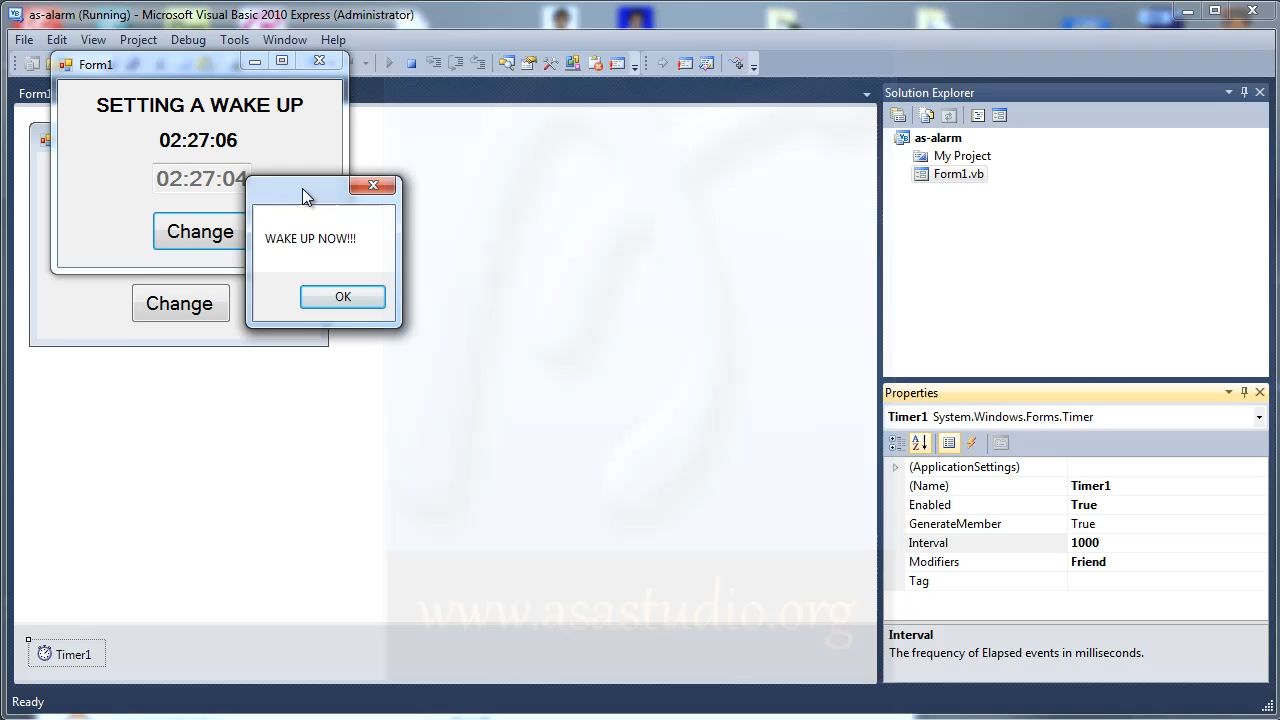 as-alarm (Running) - Microsoft Visual Basic 2010 Express (Administrator)
File Edit View Project Debug Tools Window Help
Form1
Form1
SETTING A WAKE UP
02:27:06
02:27:04
Change
WAKE UP NOW!!!
OK
Change
Timer1
www.asastudio.org
Solution Explorer
as-alarm
My Project
Form1.vb
Properties
Timer1 System.Windows.Forms.Timer
(ApplicationSettings)
(Name) Timer1
Enabled True
GenerateMember True
Interval 1000
Modifiers Friend
Tag
Interval
The frequency of Elapsed events in milliseconds.
Ready